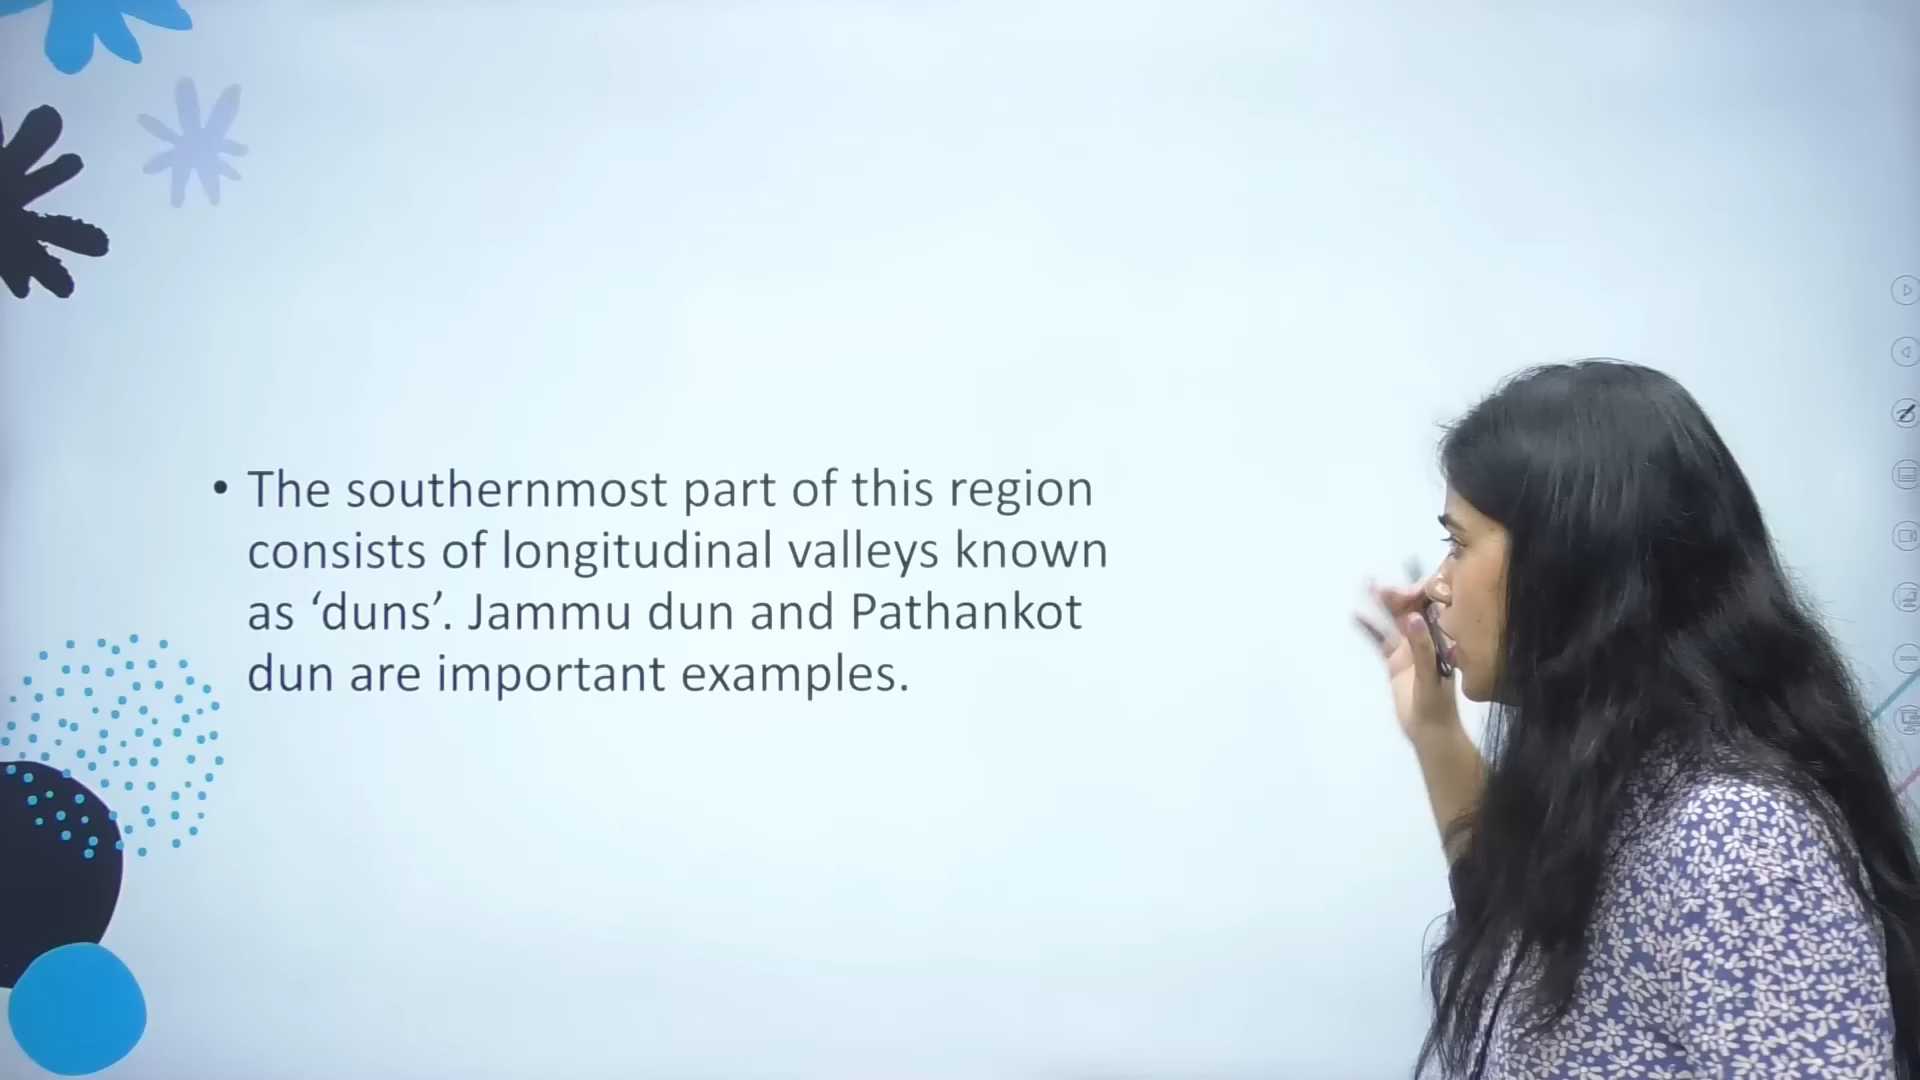 • The southernmost part of this region
consists of longitudinal valleys known
as ‘duns’. Jammu dun and Pathankot
dun are important examples.